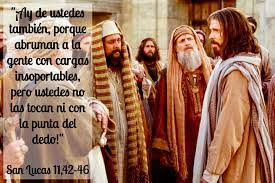 "¡Ay de ustedes
también, porque
abruman a la
gente con cargas
insoportables,
pero ustedes no
las tocan ni con
la punta del
dedo!"
San Lucas 11,42-46